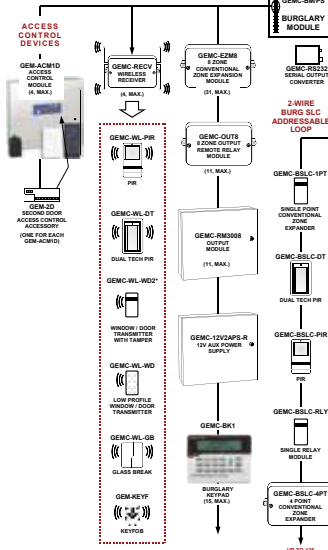 ACCESS
CONTROL
DEVICES
GEM-ACM1D
ACCESS
CONTROL
MODULE
(4, MAX.)
GEM-2D
SECOND DOOR
ACCESS CONTROL
ACCESSORY
(ONE FOR EACH
GEM-ACM1D)
GEMC-RECV
WIRELESS
RECEIVER
(4, MAX.)
GEMC-WL-PIR
PIR
GEMC-WL-DT
DUAL TECH PIR
GEMC-WL-WD2*
WINDOW / DOOR
TRANSMITTER
WITH TAMPER
GEMC-WL-WD
LOW PROFILE
WINDOW / DOOR
TRANSMITTER
GEMC-WL-GB
GLASS BREAK
GEM-KEYF
KEYFOB
GEMC-EZM8
8 ZONE
CONVENTIONAL
ZONE EXPANSION
MODULE
(31, MAX.)
GEMC-OUT8
8 ZONE OUTPUT
REMOTE RELAY
MODULE
(11, MAX.)
GEMC-RM3008
OUTPUT
MODULE
(11, MAX.)
GEMC-12V2APS-R
12V AUX POWER
SUPPLY
GEMC-BK1
BURGLARY
KEYPAD
(15, MAX.)
GEMC-BM/PS
BURGLARY
MODULE
GEMC-RS232
SERIAL OUTPUT
CONVERTER
2-WIRE
BURG SLC
ADDRESSABLE
LOOP
GEMC-BSLC-1PT
SINGLE POINT
CONVENTIONAL
ZONE
EXPANDER
GEMC-BSLC-DT
DUAL TECH PIR
GEMC-BSLC-PIR
PIR
GEMC-BSLC-RLY
SINGLE RELAY
MODULE
GEMC-BSLC-4PT
4 POINT
CONVENTIONAL
ZONE
EXPANDER